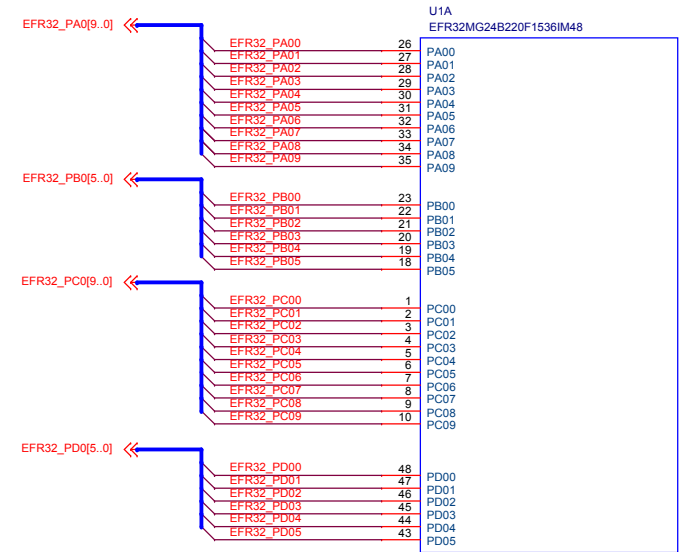 U1A
EFR32MG24B220F1536IM48
EFR32_PA0[9..0]
EFR32_PA00 26 PA00
EFR32_PA01 27 PA01
EFR32_PA02 28 PA02
EFR32_PA03 29 PA03
EFR32_PA04 30 PA04
EFR32_PA05 31 PA05
EFR32_PA06 32 PA06
EFR32_PA07 33 PA07
EFR32_PA08 34 PA08
EFR32_PA09 35 PA09
EFR32_PB0[5..0]
EFR32_PB00 23 PB00
EFR32_PB01 22 PB01
EFR32_PB02 21 PB02
EFR32_PB03 20 PB03
EFR32_PB04 19 PB04
EFR32_PB05 18 PB05
EFR32_PC0[9..0]
EFR32_PC00 1 PC00
EFR32_PC01 2 PC01
EFR32_PC02 3 PC02
EFR32_PC03 4 PC03
EFR32_PC04 5 PC04
EFR32_PC05 6 PC05
EFR32_PC06 7 PC06
EFR32_PC07 8 PC07
EFR32_PC08 9 PC08
EFR32_PC09 10 PC09
EFR32_PD0[5..0]
EFR32_PD00 48 PD00
EFR32_PD01 47 PD01
EFR32_PD02 46 PD02
EFR32_PD03 45 PD03
EFR32_PD04 44 PD04
EFR32_PD05 43 PD05